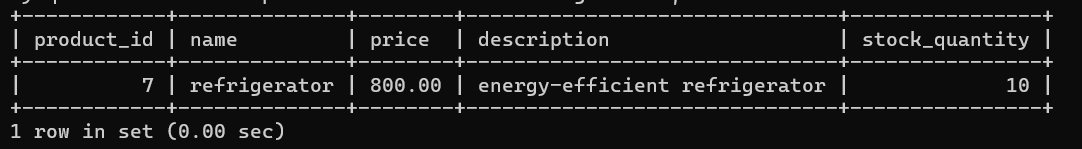 +------------+--------------+--------+------------------------------+----------------+
| product_id | name         | price  | description                  | stock_quantity |
+------------+--------------+--------+------------------------------+----------------+
|          7 | refrigerator | 800.00 | energy-efficient refrigerator |             10 |
+------------+--------------+--------+------------------------------+----------------+
1 row in set (0.00 sec)